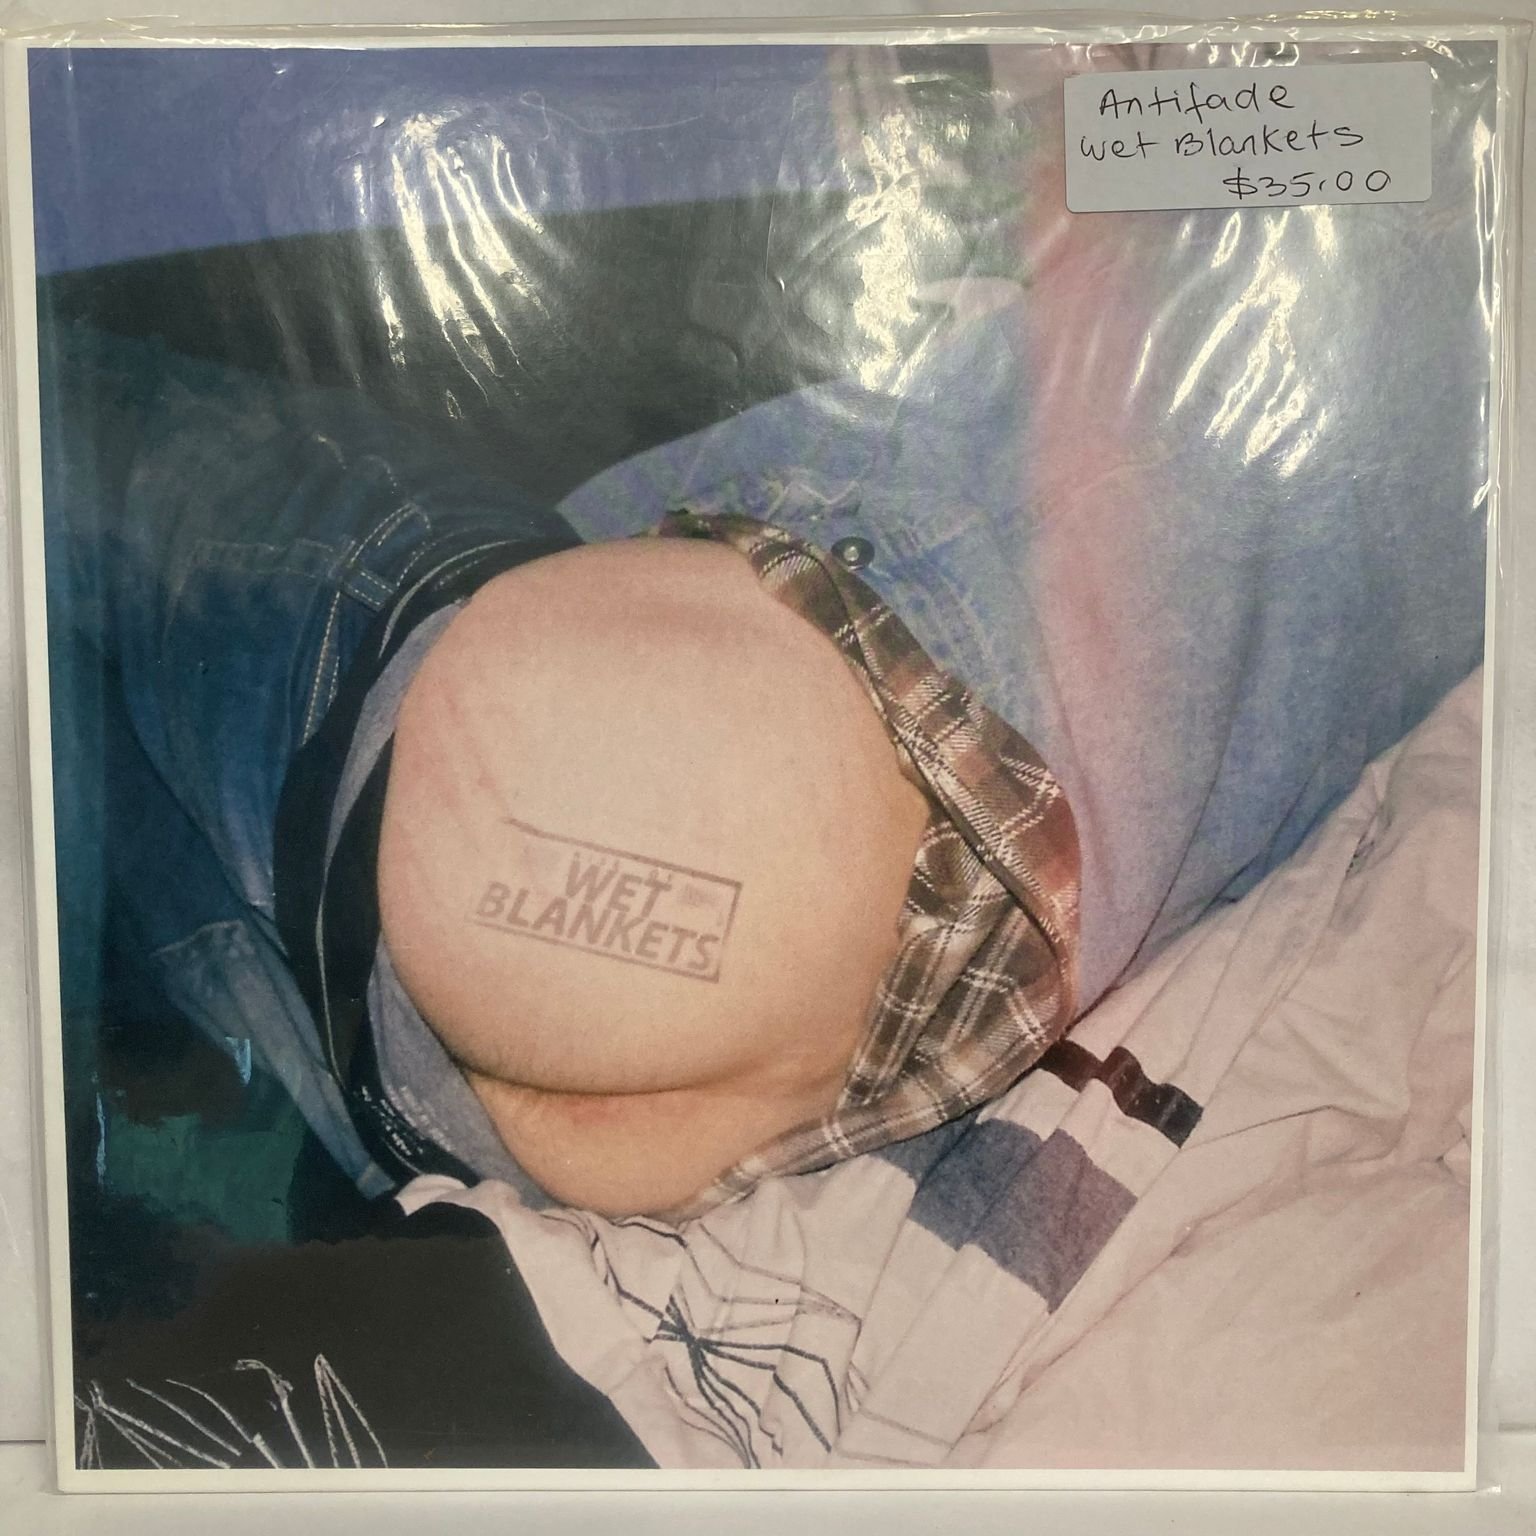 Antifade
Wet Blankets
$35.00
WET
BLANKETS